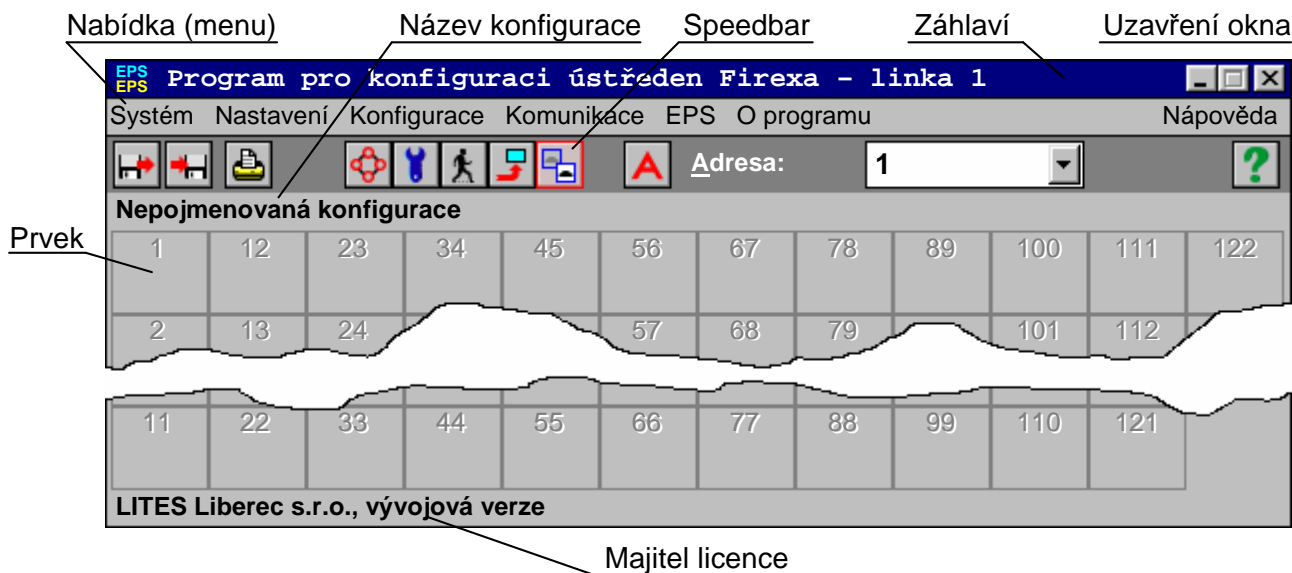 Nabídka (menu) Název konfigurace Speedbar Záhlaví Uzavření okna
EPS
EPS
Program pro konfiguraci ústředen Firexa – linka 1
Systém Nastavení Konfigurace Komunikace EPS O programu Nápověda
A Adresa: 1 ?
Nepojmenovaná konfigurace
Prvek
1 12 23 34 45 56 67 78 89 100 111 122
2 13 24 57 68 79 101 112
11 22 33 44 55 66 77 88 99 110 121
LITES Liberec s.r.o., vývojová verze
Majitel licence